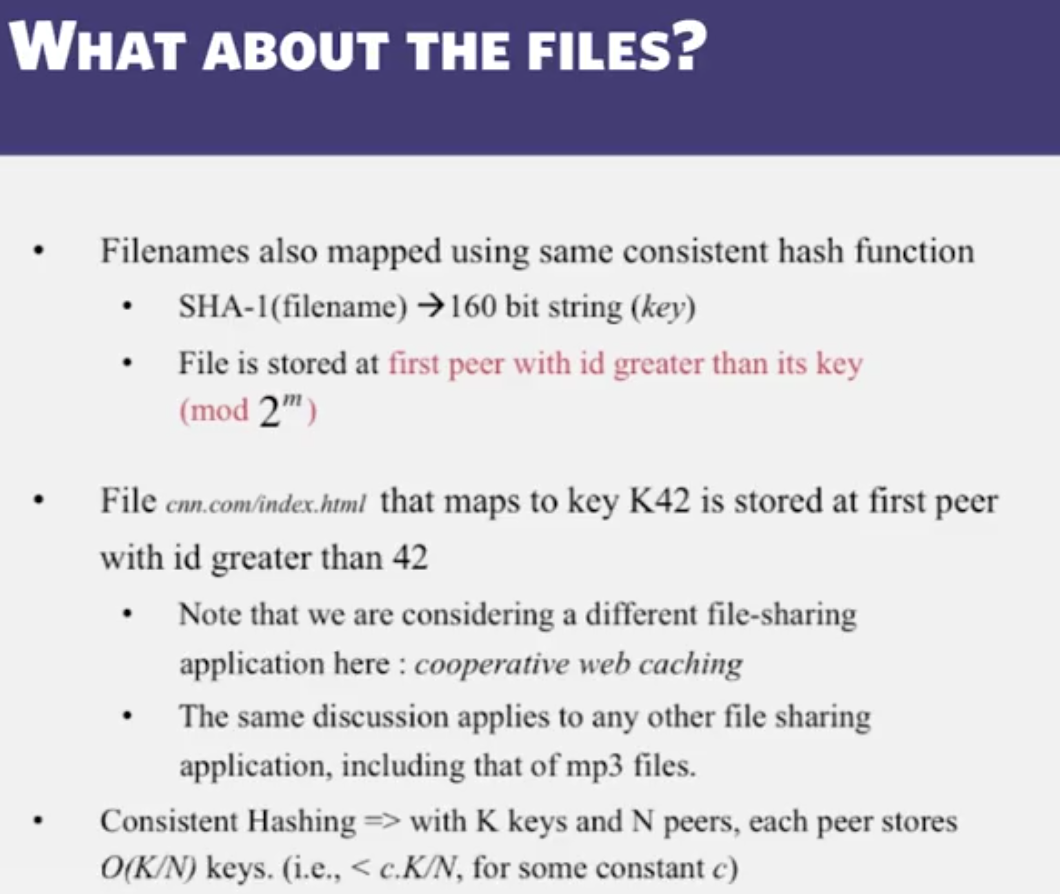 WHAT ABOUT THE FILES?
• Filenames also mapped using same consistent hash function
• SHA-1(filename) →160 bit string (key)
• File is stored at first peer with id greater than its key
(mod 2^m)
• File cnn.com/index.html that maps to key K42 is stored at first peer
with id greater than 42
• Note that we are considering a different file-sharing
application here : cooperative web caching
• The same discussion applies to any other file sharing
application, including that of mp3 files.
• Consistent Hashing => with K keys and N peers, each peer stores
O(K/N) keys. (i.e., < c.K/N, for some constant c)